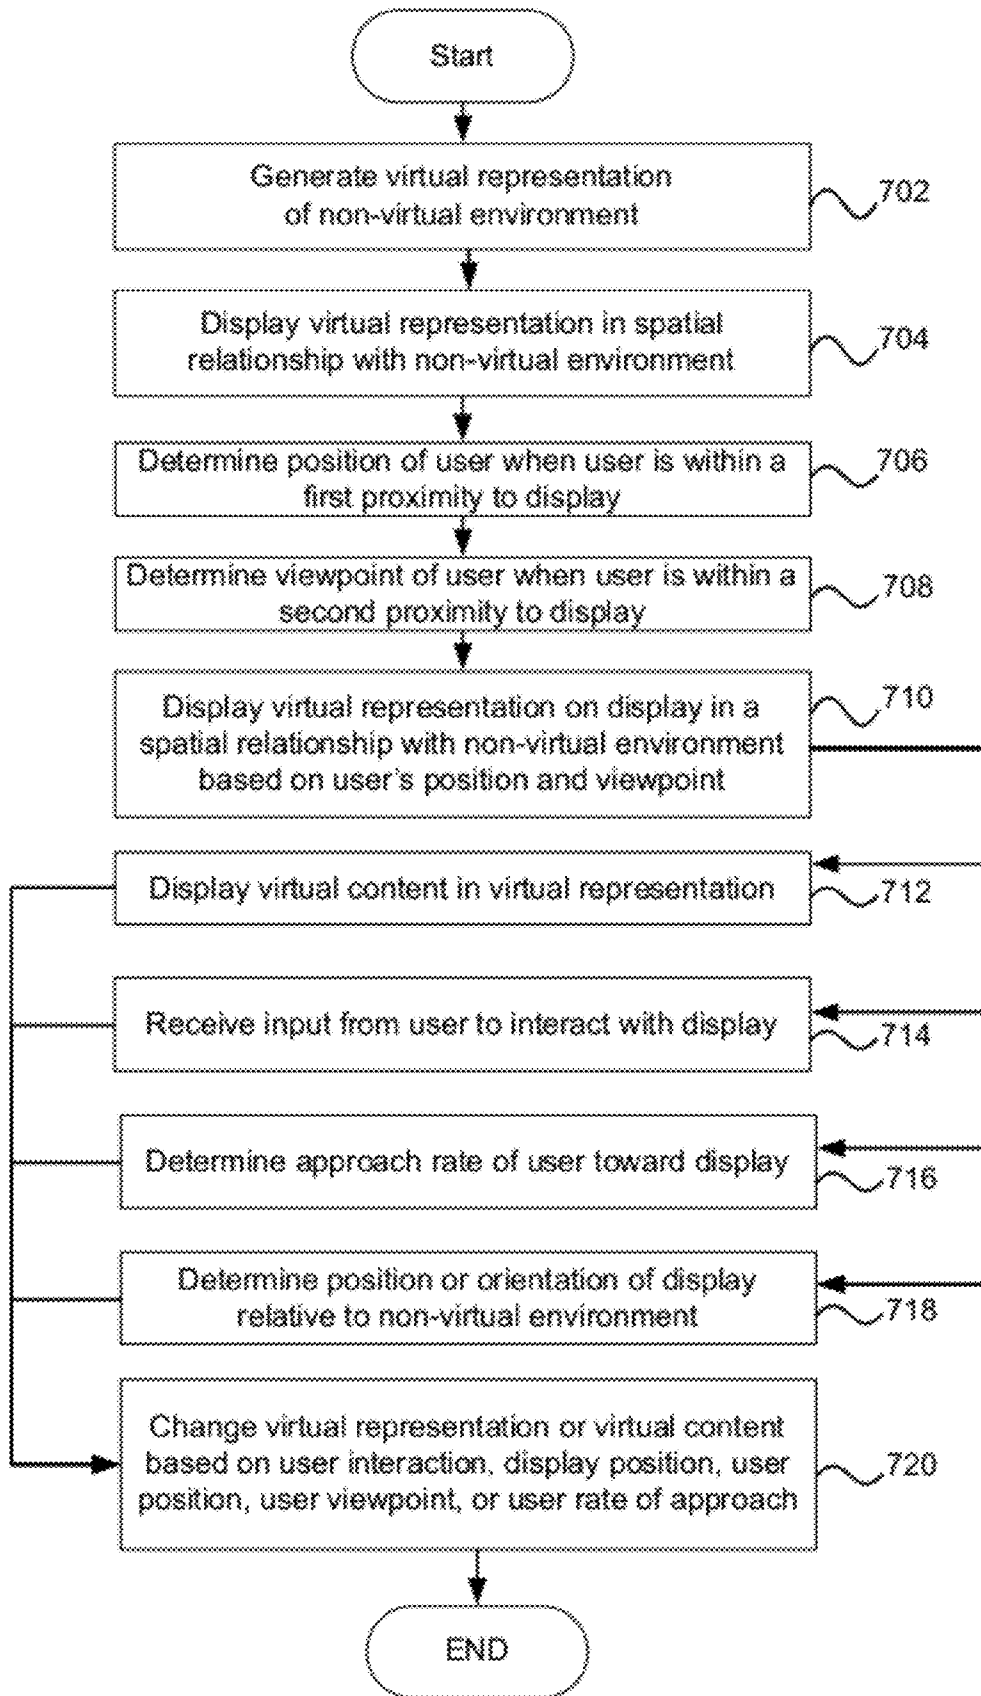 Start
Generate virtual representation
of non-virtual environment
702
Display virtual representation in spatial
relationship with non-virtual environment
704
Determine position of user when user is within a
first proximity to display
706
Determine viewpoint of user when user is within a
second proximity to display
708
Display virtual representation on display in a
spatial relationship with non-virtual environment
based on user's position and viewpoint
710
Display virtual content in virtual representation
712
Receive input from user to interact with display
714
Determine approach rate of user toward display
716
Determine position or orientation of display
relative to non-virtual environment
718
Change virtual representation or virtual content
based on user interaction, display position, user
position, user viewpoint, or user rate of approach
720
END